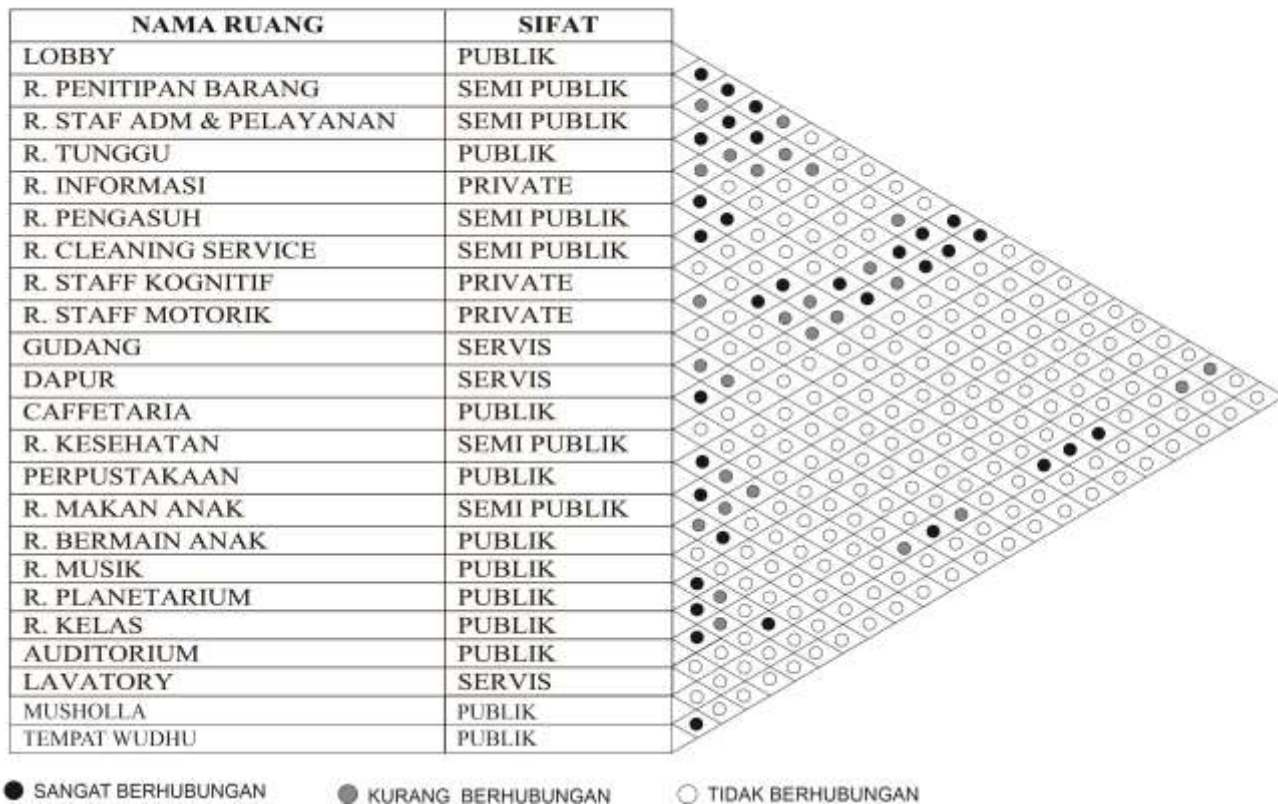 NAMA RUANG SIFAT
LOBBY PUBLIK
R. PENITIPAN BARANG SEMI PUBLIK
R. STAF ADM & PELAYANAN SEMI PUBLIK
R. TUNGGU PUBLIK
R. INFORMASI PRIVATE
R. PENGASUH SEMI PUBLIK
R. CLEANING SERVICE SEMI PUBLIK
R. STAFF KOGNITIF PRIVATE
R. STAFF MOTORIK PRIVATE
GUDANG SERVIS
DAPUR SERVIS
CAFFETARIA PUBLIK
R. KESEHATAN SEMI PUBLIK
PERPUSTAKAAN PUBLIK
R. MAKAN ANAK SEMI PUBLIK
R. BERMAIN ANAK PUBLIK
R. MUSIK PUBLIK
R. PLANETARIUM PUBLIK
R. KELAS PUBLIK
AUDITORIUM PUBLIK
LAVATORY SERVIS
MUSHOLLA PUBLIK
TEMPAT WUDHU PUBLIK
SANGAT BERHUBUNGAN KURANG BERHUBUNGAN TIDAK BERHUBUNGAN